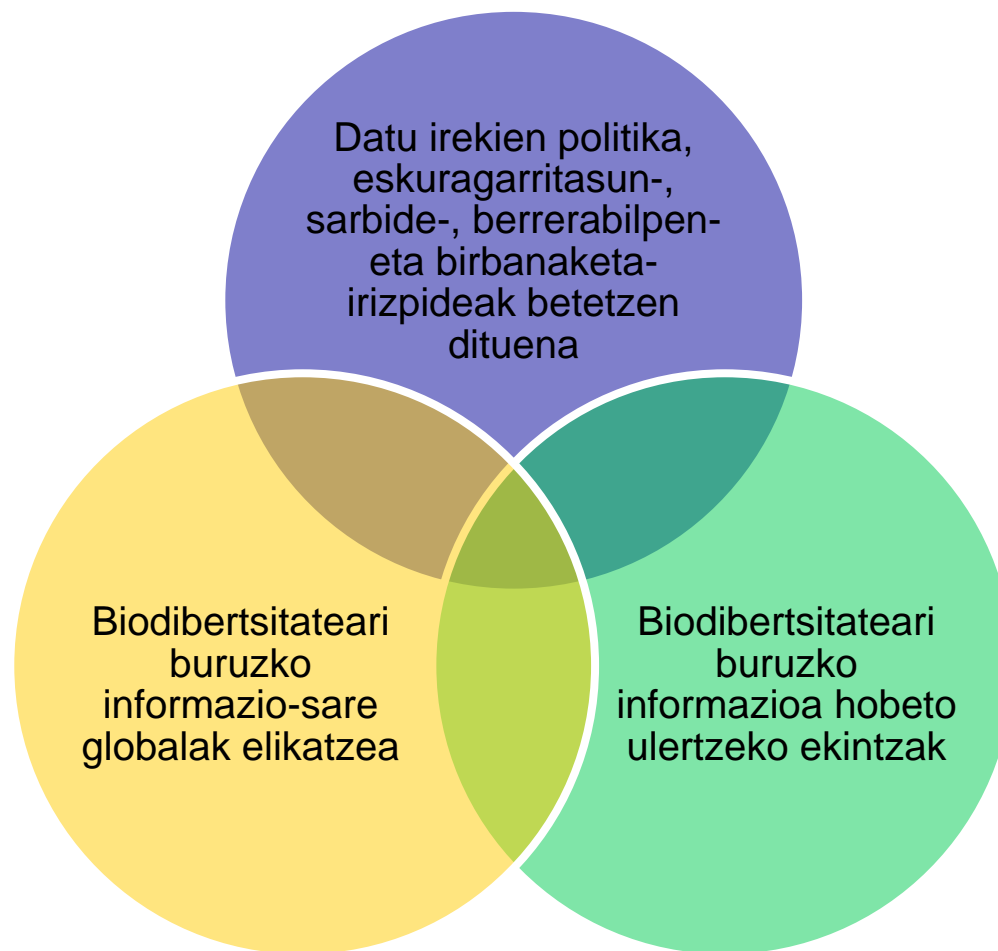 Datu irekien politika,
eskuragarritasun-,
sarbide-, berrerabilpen-
eta birbanaketa-
irizpideak betetzen
dituena
Biodibertsitateari
buruzko
informazio-sare
globalak elikatzea
Biodibertsitateari
buruzko
informazioa hobeto
ulertzeko ekintzak